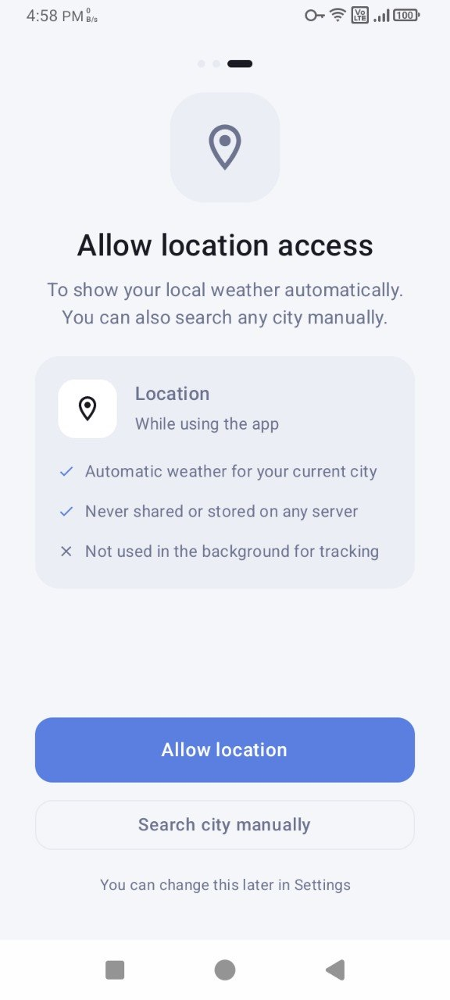 4:58 PM 0 B/s
Vo LTE 100
Allow location access
To show your local weather automatically.
You can also search any city manually.
Location
While using the app
Automatic weather for your current city
Never shared or stored on any server
Not used in the background for tracking
Allow location
Search city manually
You can change this later in Settings